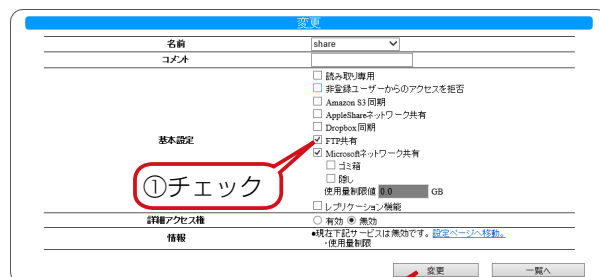 変更
名前 share
コメント
基本設定
読み取り専用
非登録ユーザーからのアクセスを拒否
Amazon S3 同期
AppleShareネットワーク共有
Dropbox 同期
FTP共有
Microsoftネットワーク共有
ゴミ箱
隠し
使用量制限値 0.0 GB
レプリケーション機能
①チェック
詳細アクセス権 有効 無効
情報 ●現在下記サービスは無効です。設定ページへ移動。
・使用量制限
変更 一覧へ